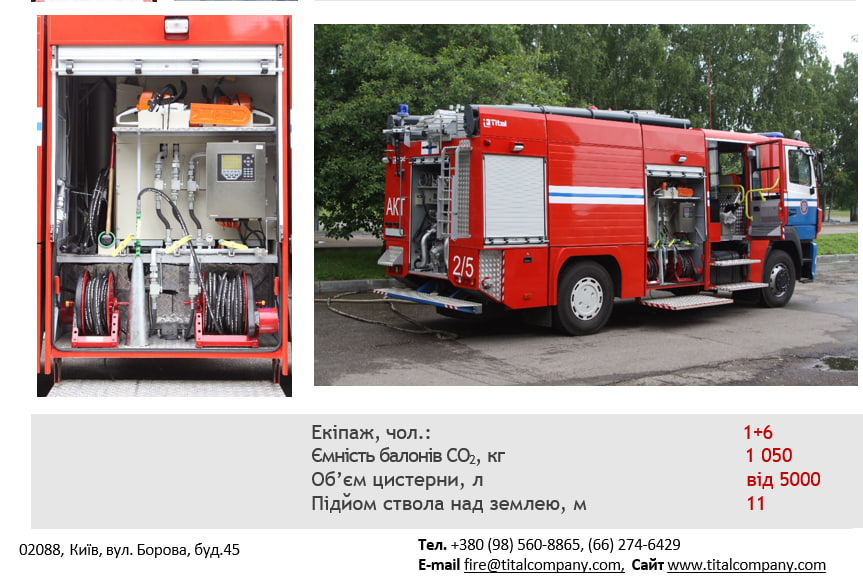 Tital
АКТ
2/5
Екіпаж, чол.: 1+6
Ємність балонів СО₂, кг 1 050
Об’єм цистерни, л від 5000
Підйом ствола над землею, м 11
02088, Київ, вул. Борова, буд.45
Тел. +380 (98) 560-8865, (66) 274-6429
E-mail fire@titalcompany.com, Сайт www.titalcompany.com